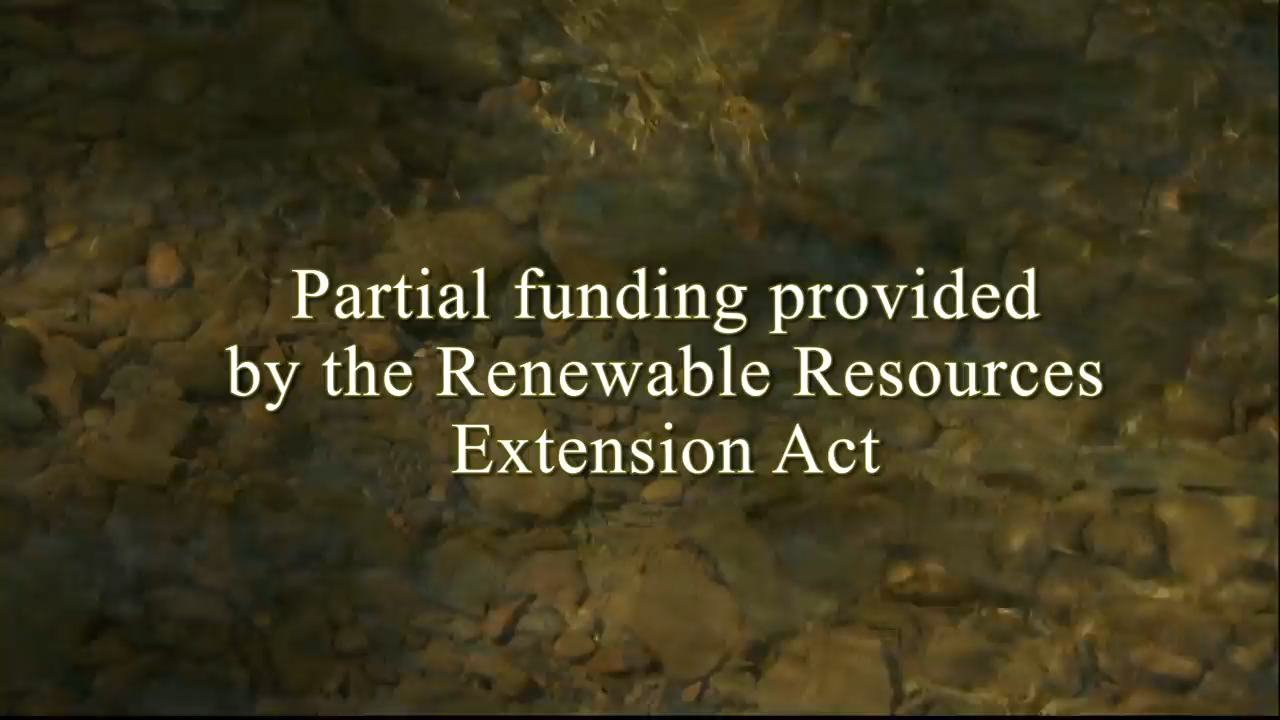 Partial funding provided
by the Renewable Resources
Extension Act